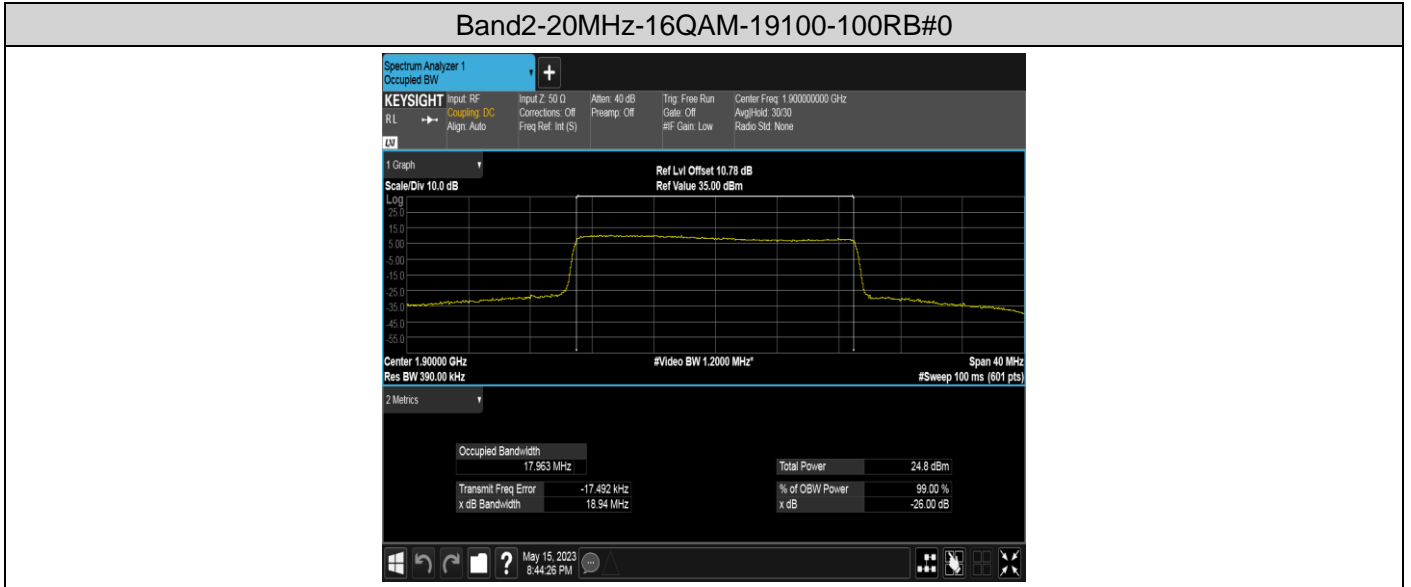 Band2-20MHz-16QAM-19100-100RB#0
Spectrum Analyzer 1
Occupied BW
+
KEYSIGHT Input: RF Input Z: 50 Ω Atten: 40 dB Trig: Free Run Center Freq: 1.900000000 GHz
RL Coupling: DC Corrections: Off Preamp: Off Gate: Off Avg|Hold: 30/30
Align: Auto Freq Ref: Int (S) #IF Gain: Low Radio Std: None
LXI
1 Graph
Ref Lvl Offset 10.78 dB
Scale/Div 10.0 dB Ref Value 35.00 dBm
Log
25.0
15.0
5.00
-5.00
-15.0
-25.0
-35.0
-45.0
-55.0
Center 1.90000 GHz #Video BW 1.2000 MHz* Span 40 MHz
Res BW 390.00 kHz #Sweep 100 ms (601 pts)
2 Metrics
Occupied Bandwidth
17.963 MHz Total Power 24.8 dBm
Transmit Freq Error -17.492 kHz % of OBW Power 99.00 %
x dB Bandwidth 18.94 MHz x dB -26.00 dB
? May 15, 2023
8:44:26 PM